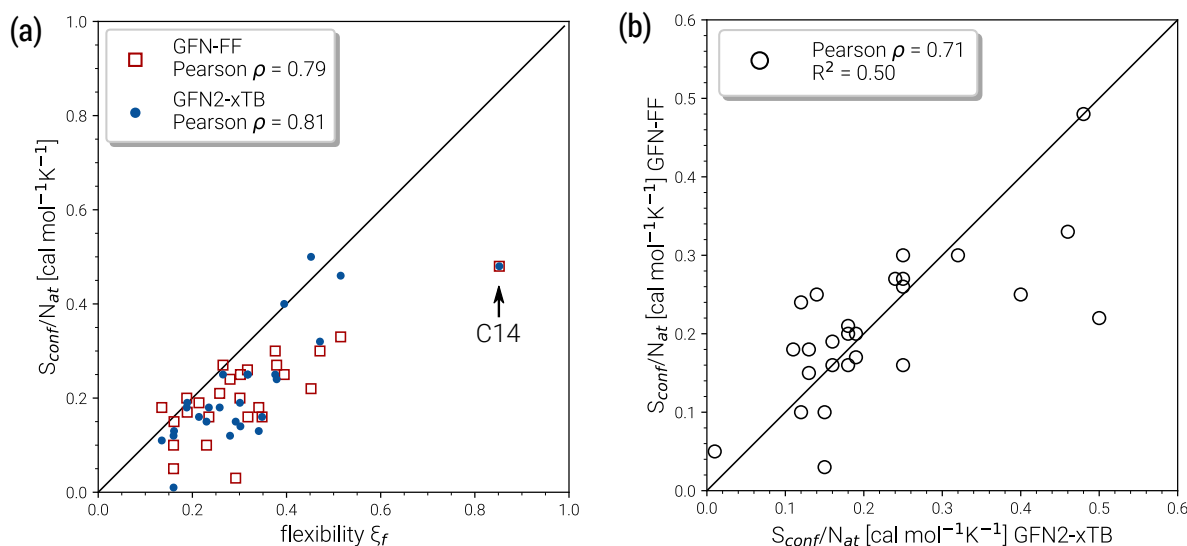 (a)
GFN-FF
Pearson ρ = 0.79
GFN2-xTB
Pearson ρ = 0.81
C14
S_conf/N_at [cal mol⁻¹K⁻¹]
1.0
0.8
0.6
0.4
0.2
0.0
0.0 0.2 0.4 0.6 0.8 1.0
flexibility ξ_f
(b)
Pearson ρ = 0.71
R² = 0.50
S_conf/N_at [cal mol⁻¹K⁻¹] GFN-FF
0.6
0.5
0.4
0.3
0.2
0.1
0.0
0.0 0.1 0.2 0.3 0.4 0.5 0.6
S_conf/N_at [cal mol⁻¹K⁻¹] GFN2-xTB